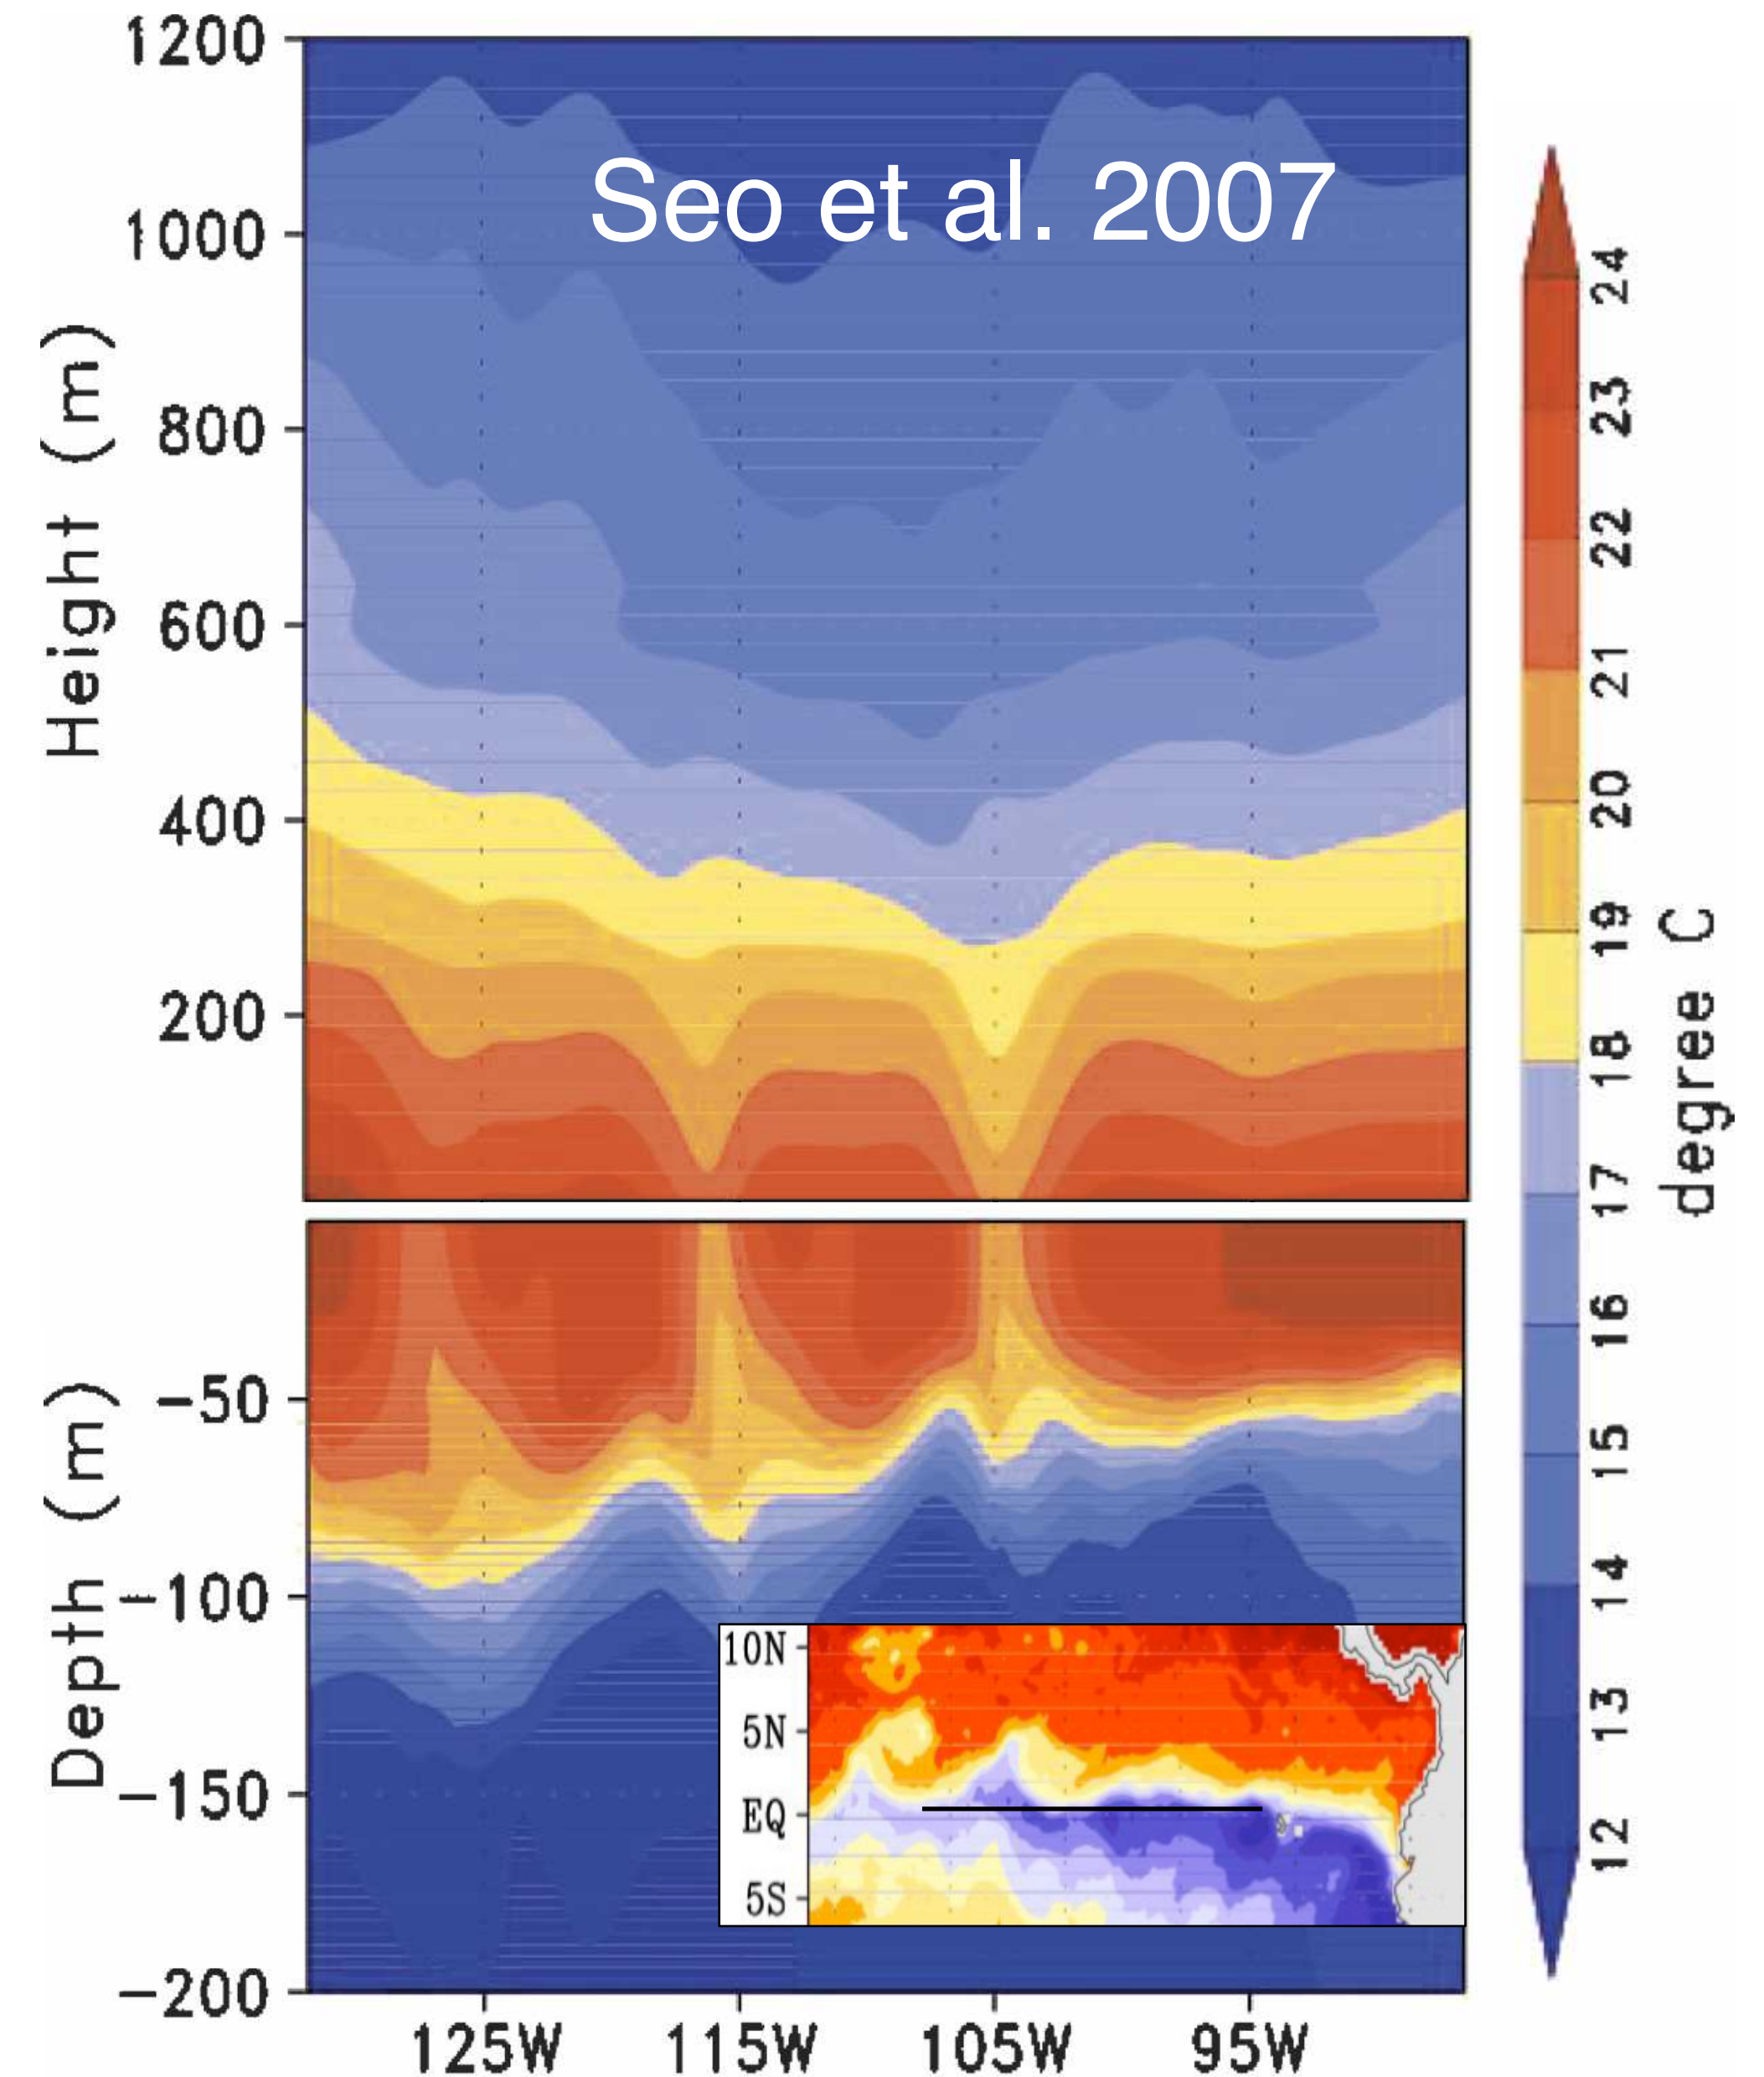 Seo et al. 2007
Height (m)
1200
1000
800
600
400
200
Depth (m)
−50
−100
−150
−200
125W
115W
105W
95W
10N
5N
EQ
5S
24
23
22
21
20
19
18
17
16
15
14
13
12
degree C